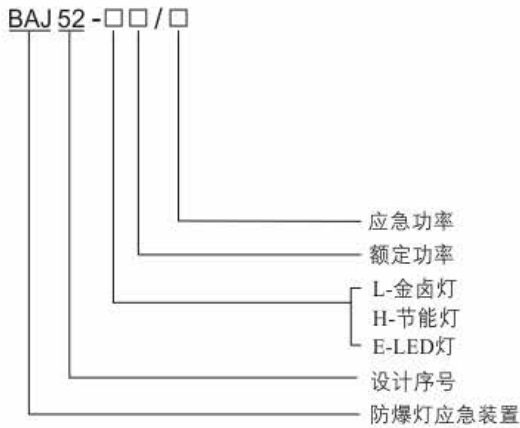 BAJ 52 -□□/□
应急功率
额定功率
L-金卤灯
H-节能灯
E-LED灯
设计序号
防爆灯应急装置